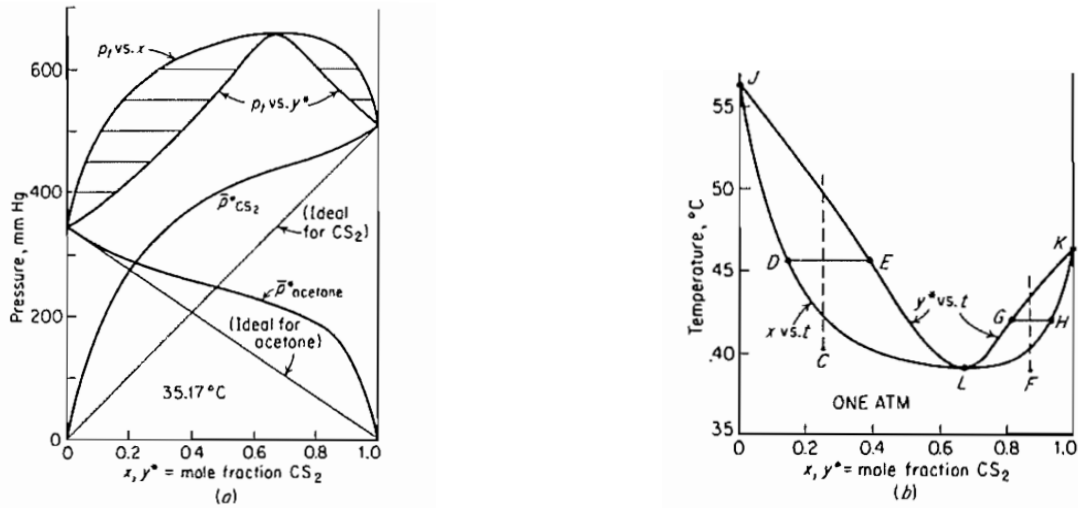 p_t vs. x
p_t vs. y*
p̄*CS₂
(Ideal
for CS₂)
p̄*acetone
(Ideal for
acetone)
35.17°C
Pressure, mm Hg
600
400
200
0
0
0.2
0.4
0.6
0.8
1.0
x, y* = mole fraction CS₂
(a)
J
K
D
E
G
H
C
L
F
y* vs. t
x vs. t
ONE ATM
Temperature, °C
55
50
45
40
35
0
0.2
0.4
0.6
0.8
1.0
x, y* = mole fraction CS₂
(b)